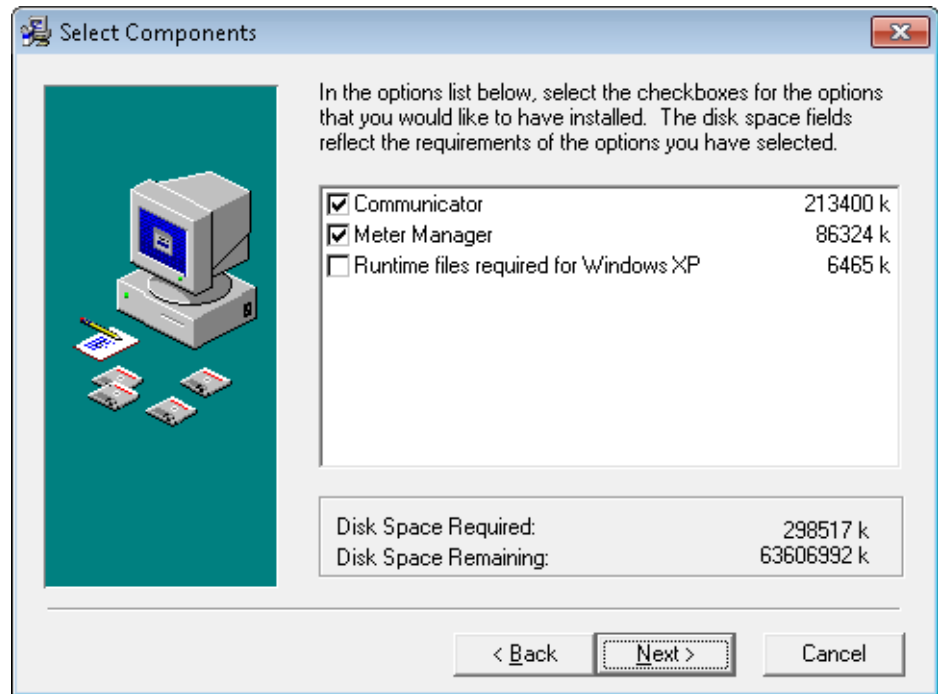 Select Components
In the options list below, select the checkboxes for the options
that you would like to have installed.  The disk space fields
reflect the requirements of the options you have selected.
Communicator 213400 k
Meter Manager 86324 k
Runtime files required for Windows XP 6465 k
Disk Space Required: 298517 k
Disk Space Remaining: 63606992 k
< Back Next > Cancel